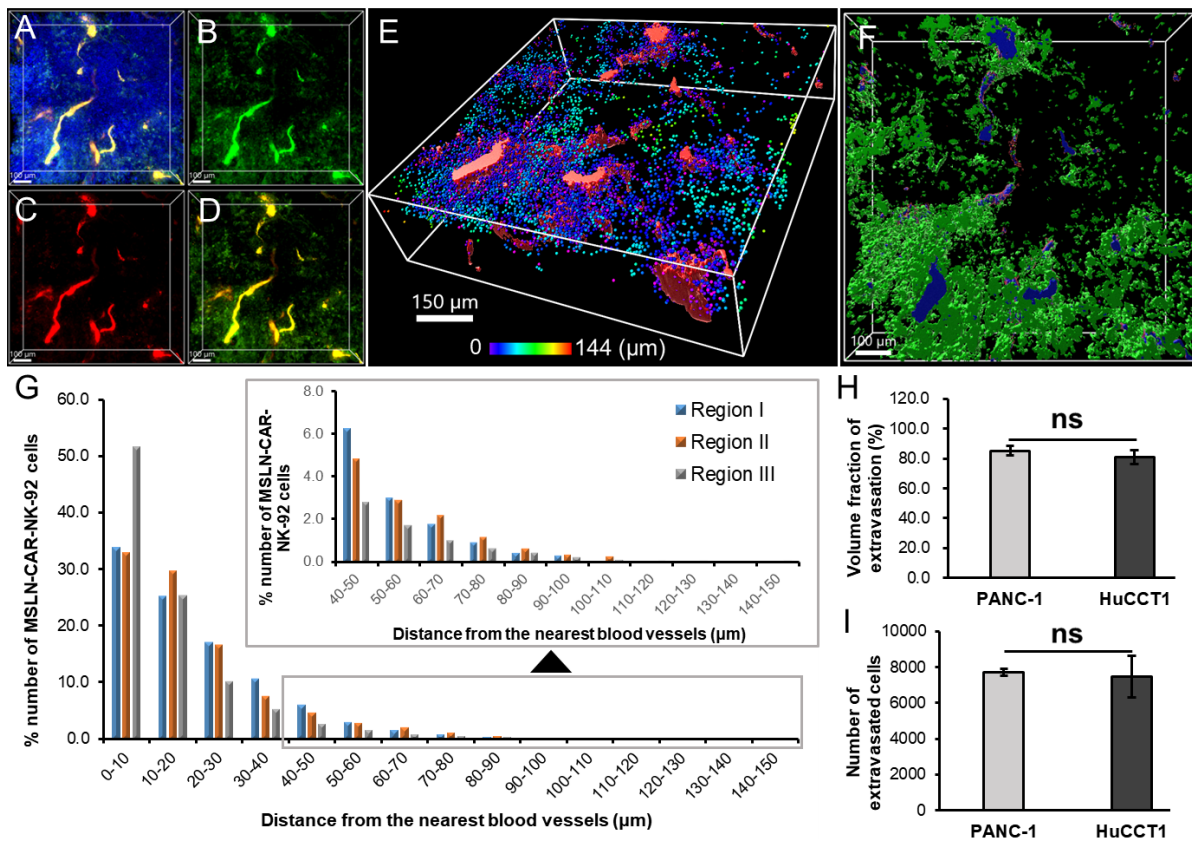 A
B
100 µm
100 µm
C
D
100 µm
100 µm
E
150 µm
0
144 (µm)
F
100 µm
G
% number of MSLN-CAR-NK-92 cells
60.0
50.0
40.0
30.0
20.0
10.0
0.0
0-10
10-20
20-30
30-40
40-50
50-60
60-70
70-80
80-90
90-100
100-110
110-120
120-130
130-140
140-150
Distance from the nearest blood vessels (µm)
% number of MSLN-CAR-
NK-92 cells
8.0
6.0
4.0
2.0
0.0
Region I
Region II
Region III
40-50
50-60
60-70
70-80
80-90
90-100
100-110
110-120
120-130
130-140
140-150
Distance from the nearest blood vessels (µm)
H
Volume fraction of
extravasation (%)
120.0
100.0
80.0
60.0
40.0
20.0
0.0
ns
PANC-1
HuCCT1
I
Number of
extravasated cells
10000
8000
6000
4000
2000
0
ns
PANC-1
HuCCT1